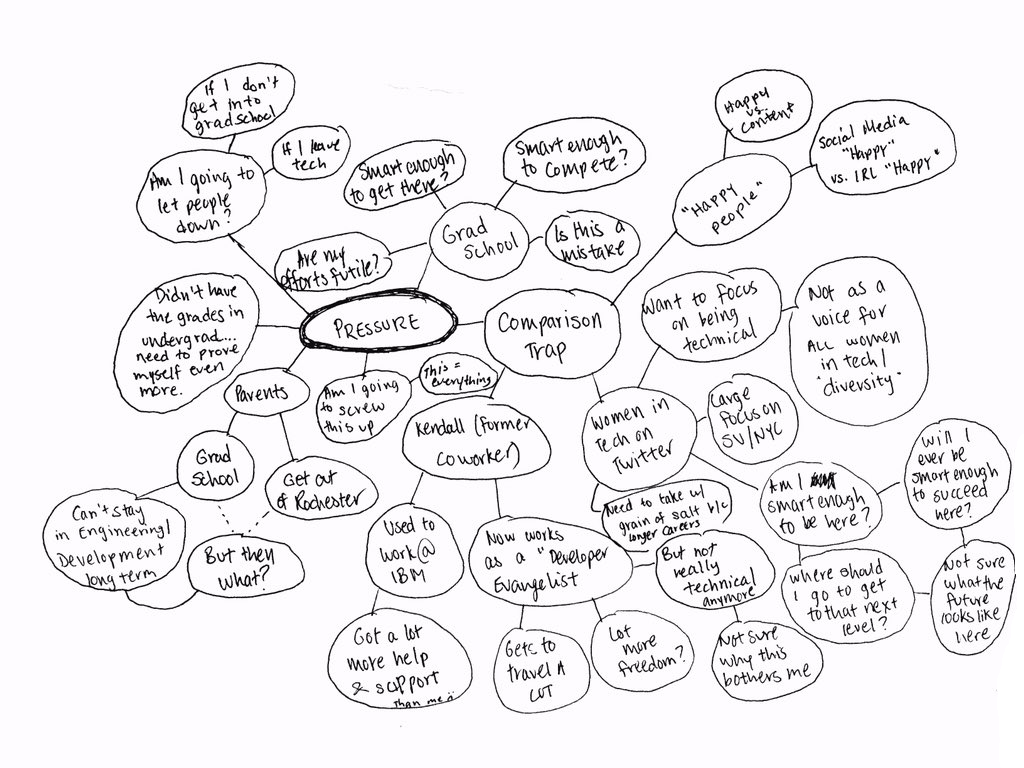 If I don't
get into
gradschool
If I leave
tech
Am I going to
let people
down?
Smart enough
to get there?
Smart enough
to compete?
Grad
School
Is this a
mistake
Are my
efforts futile?
Happy
vs.
content
Social Media
"Happy"
vs. IRL "Happy"
"Happy
people"
PRESSURE
Comparison
Trap
Didn't have
the grades in
undergrad...
need to prove
myself even
more.
Parents
Grad
School
Get out
of Rochester
Can't stay
in Engineering/
Development
long term
But then
what?
Am I going
to screw
this up
This =
everything
Kendall (former
coworker)
Used to
work @
IBM
Got a lot
more help
& support
than me
Now works
as a "Developer
Evangelist
Gets to
travel A
LOT
Lot
more
freedom?
But not
really
technical
anymore
Not sure
why this
bothers me
Women in
Tech on
Twitter
Need to take w/
grain of salt b/c
longer careers
Large
focus on
SV/NYC
Want to focus
on being
technical
Not as a
voice for
ALL women
in tech/
"diversity"
Am I
smart enough
to be here?
Will I
ever be
smart enough
to succeed
here?
Where should
I go to get
to that next
level?
Not sure
what the
future
looks like
here